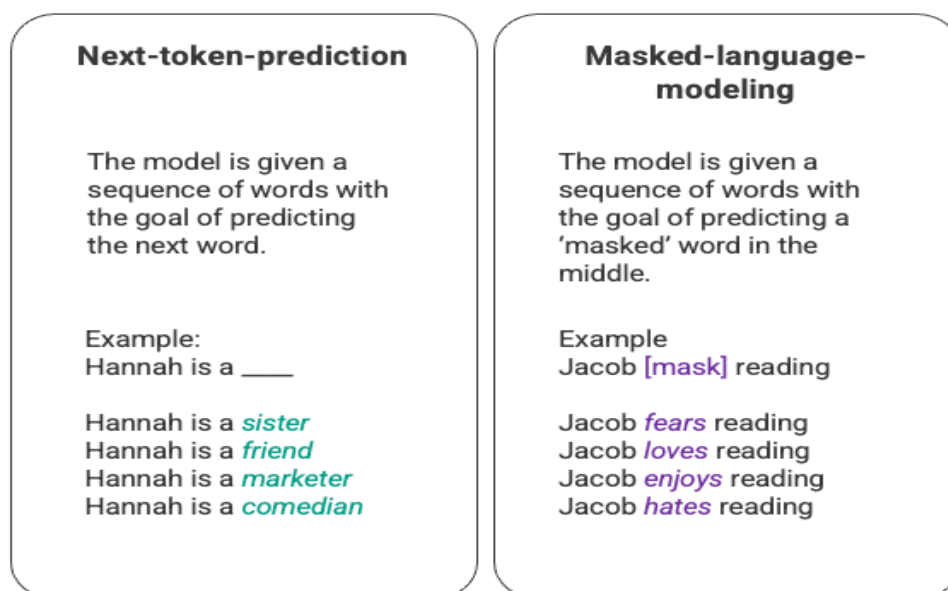 Next-token-prediction
The model is given a
sequence of words with
the goal of predicting
the next word.
Example:
Hannah is a ____
Hannah is a sister
Hannah is a friend
Hannah is a marketer
Hannah is a comedian
Masked-language-
modeling
The model is given a
sequence of words with
the goal of predicting a
‘masked’ word in the
middle.
Example
Jacob [mask] reading
Jacob fears reading
Jacob loves reading
Jacob enjoys reading
Jacob hates reading